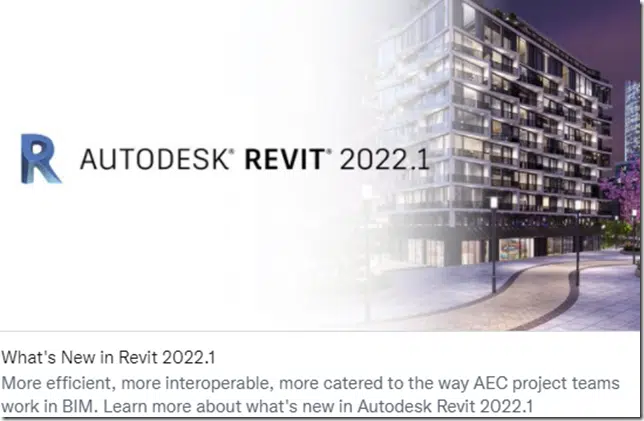 R AUTODESK® REVIT® 2022.1
What's New in Revit 2022.1
More efficient, more interoperable, more catered to the way AEC project teams
work in BIM. Learn more about what's new in Autodesk Revit 2022.1